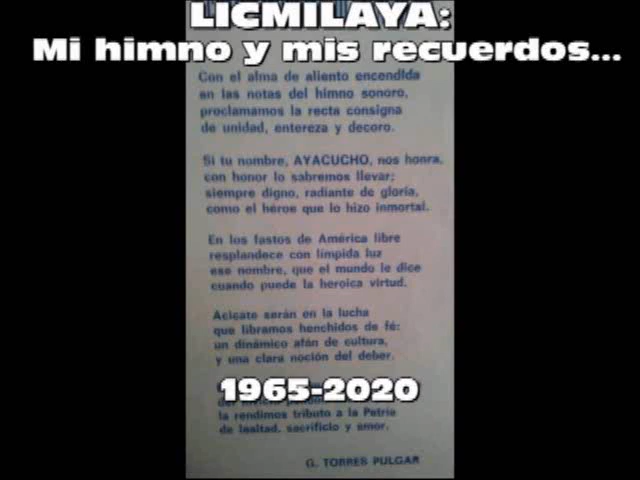 LICMILAYA:
Mi himno y mis recuerdos...
Con el alma de aliento encendida
en las notas del himno sonoro,
proclamamos la recta consigna
de unidad, entereza y decoro.
Si tu nombre, AYACUCHO, nos honra,
con honor lo sabremos llevar;
siempre digno, radiante de gloria,
como el héroe que lo hizo inmortal.
En los fastos de América libre
resplandece con límpida luz
ese nombre, que el mundo le dice
cuando puede la heroica virtud.
Acicate serán en la lucha
que libramos henchidos de fé:
un dinámico afán de cultura,
y una clara noción del deber.
1965-2020
del invicto
la rendimos tributo a la Patria
de lealtad, sacrificio y amor.
G. TORRES PULGAR